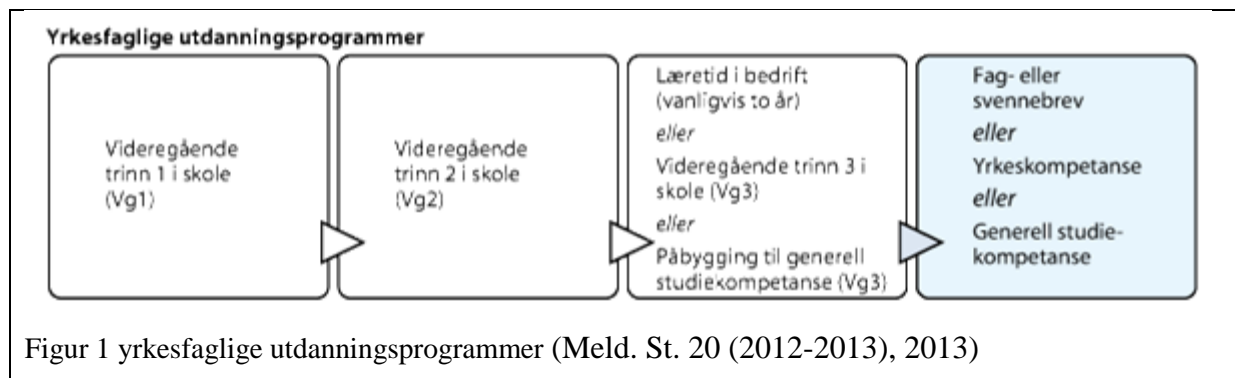 Yrkesfaglige utdanningsprogrammer
Videregående
trinn 1 i skole
(Vg1)
Videregående
trinn 2 i skole
(Vg2)
Læretid i bedrift
(vanligvis to år)
eller
Videregående trinn 3 i
skole (Vg3)
eller
Påbygging til generell
studiekompetanse (Vg3)
Fag- eller
svennebrev
eller
Yrkeskompetanse
eller
Generell studie-
kompetanse
Figur 1 yrkesfaglige utdanningsprogrammer (Meld. St. 20 (2012-2013), 2013)